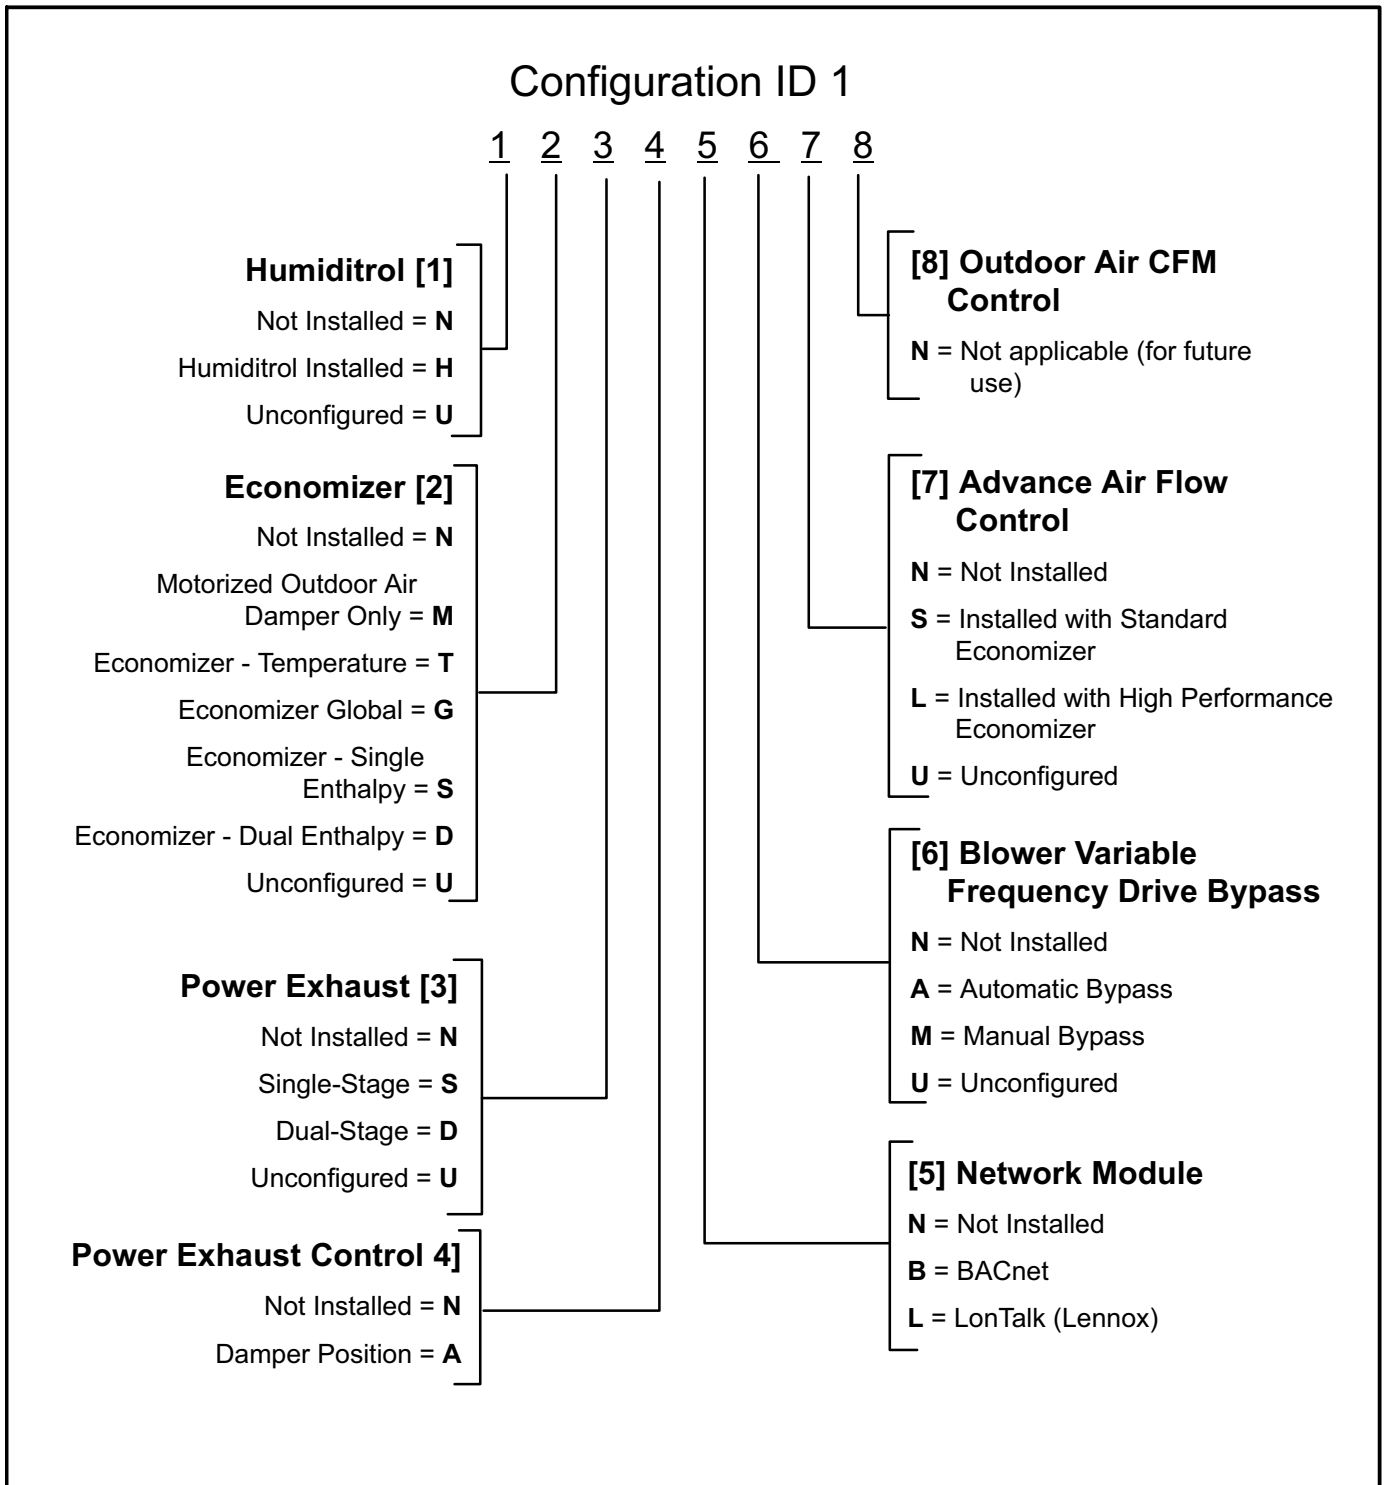 Configuration ID 1
1 2 3 4 5 6 7 8
Humiditrol [1]
Not Installed = N
Humiditrol Installed = H
Unconfigured = U
Economizer [2]
Not Installed = N
Motorized Outdoor Air
Damper Only = M
Economizer - Temperature = T
Economizer Global = G
Economizer - Single
Enthalpy = S
Economizer - Dual Enthalpy = D
Unconfigured = U
Power Exhaust [3]
Not Installed = N
Single-Stage = S
Dual-Stage = D
Unconfigured = U
Power Exhaust Control 4]
Not Installed = N
Damper Position = A
[8] Outdoor Air CFM
Control
N = Not applicable (for future
use)
[7] Advance Air Flow
Control
N = Not Installed
S = Installed with Standard
Economizer
L = Installed with High Performance
Economizer
U = Unconfigured
[6] Blower Variable
Frequency Drive Bypass
N = Not Installed
A = Automatic Bypass
M = Manual Bypass
U = Unconfigured
[5] Network Module
N = Not Installed
B = BACnet
L = LonTalk (Lennox)